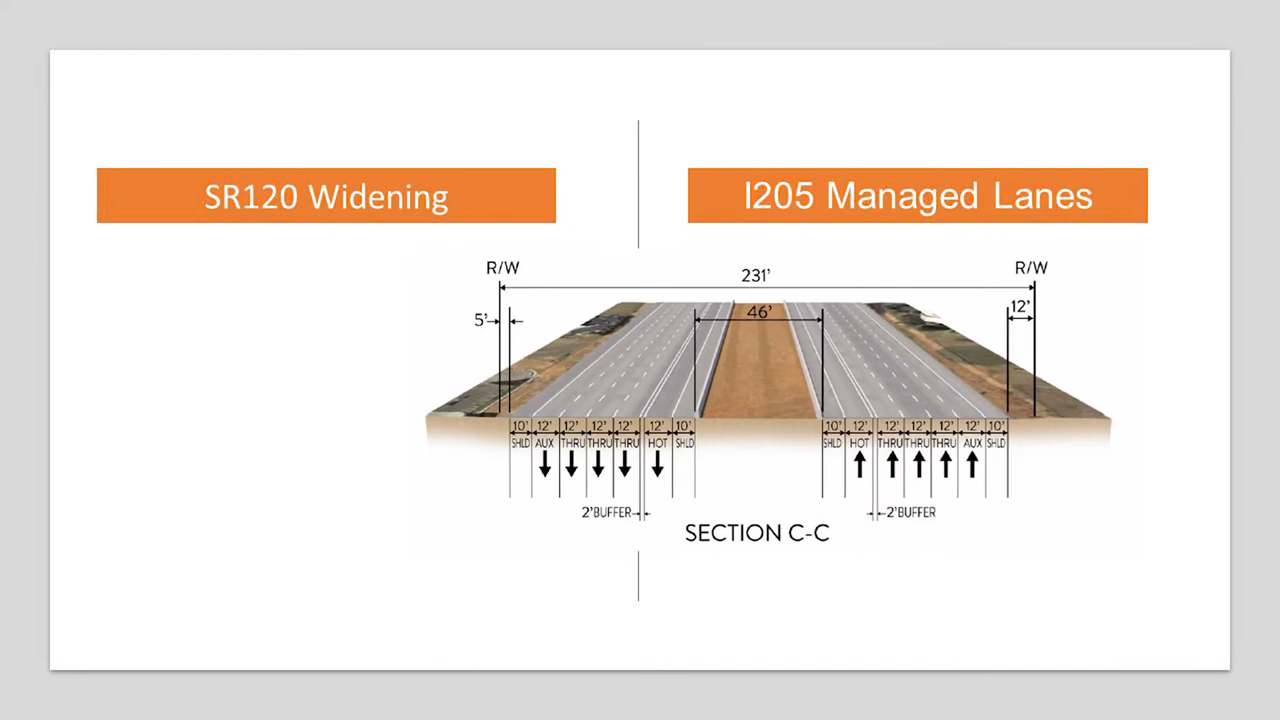 SR120 Widening
I205 Managed Lanes
R/W
R/W
231'
5'
46'
12'
10' 12' 12' 12' 12' 12' 10'
SHLD AUX THRU THRU THRU HOT SHLD
10' 12' 12' 12' 12' 12' 10'
SHLD HOT THRU THRU THRU AUX SHLD
2'BUFFER
2'BUFFER
SECTION C-C